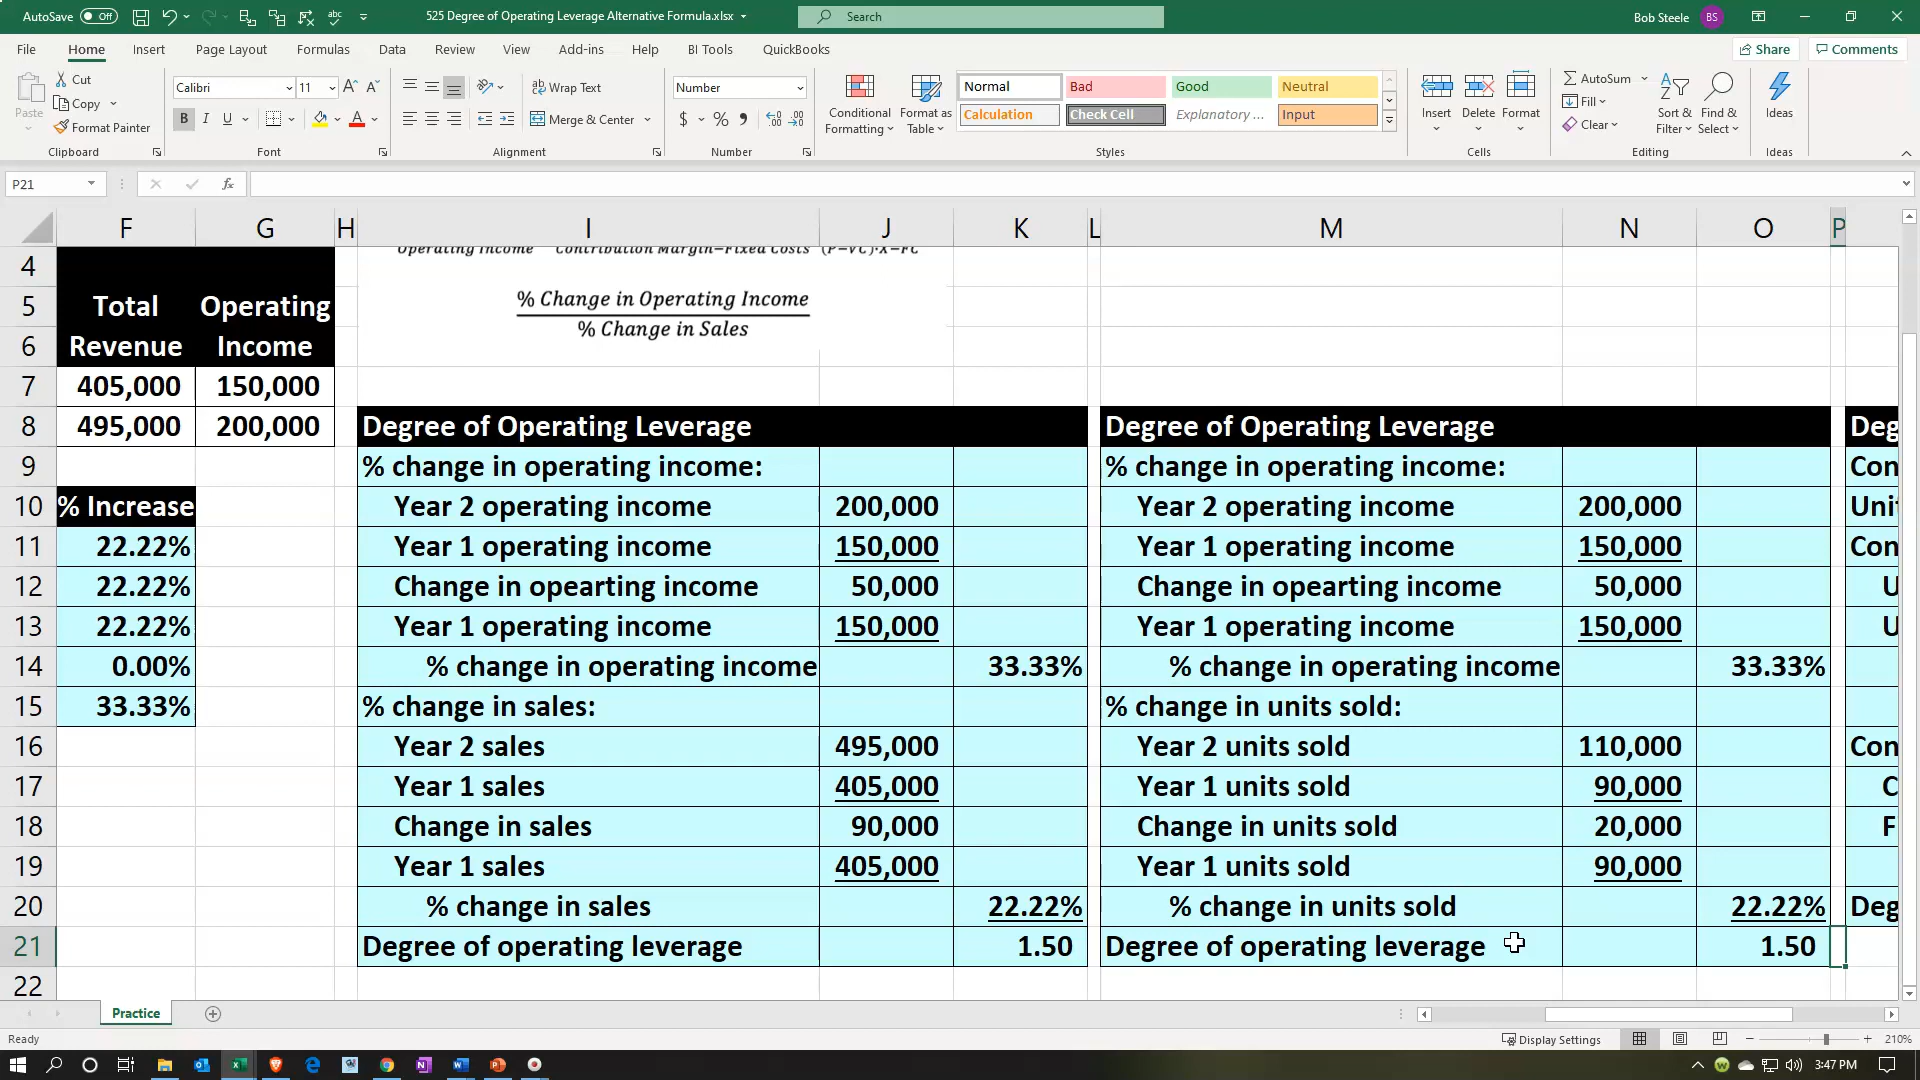 AutoSave Off 525 Degree of Operating Leverage Alternative Formula.xlsx Search Bob Steele BS
File Home Insert Page Layout Formulas Data Review View Add-ins Help BI Tools QuickBooks Share Comments
Paste Cut Copy Format Painter
Calibri 11 B I U
Wrap Text Merge & Center
Number $ %
Conditional Formatting Format as Table
Normal Bad Good Neutral
Calculation Check Cell Explanatory ... Input
Insert Delete Format
AutoSum Fill Clear Sort & Filter Find & Select Ideas
Clipboard Font Alignment Number Styles Cells Editing Ideas
P21 fx
F G H I J K L M N O P
4 Operating Income Contribution Margin−Fixed Costs (P−VC)·X−FC
5 Total Operating % Change in Operating Income
6 Revenue Income % Change in Sales
7 405,000 150,000
8 495,000 200,000 Degree of Operating Leverage Degree of Operating Leverage Deg
9 % change in operating income: % change in operating income: Con
10 % Increase Year 2 operating income 200,000 Year 2 operating income 200,000 Uni
11 22.22% Year 1 operating income 150,000 Year 1 operating income 150,000 Con
12 22.22% Change in opearting income 50,000 Change in opearting income 50,000 U
13 22.22% Year 1 operating income 150,000 Year 1 operating income 150,000 U
14 0.00% % change in operating income 33.33% % change in operating income 33.33%
15 33.33% % change in sales: % change in units sold:
16 Year 2 sales 495,000 Year 2 units sold 110,000 Con
17 Year 1 sales 405,000 Year 1 units sold 90,000 C
18 Change in sales 90,000 Change in units sold 20,000 F
19 Year 1 sales 405,000 Year 1 units sold 90,000
20 % change in sales 22.22% % change in units sold 22.22% Deg
21 Degree of operating leverage 1.50 Degree of operating leverage 1.50
22
Practice
Ready Display Settings 210%
3:47 PM